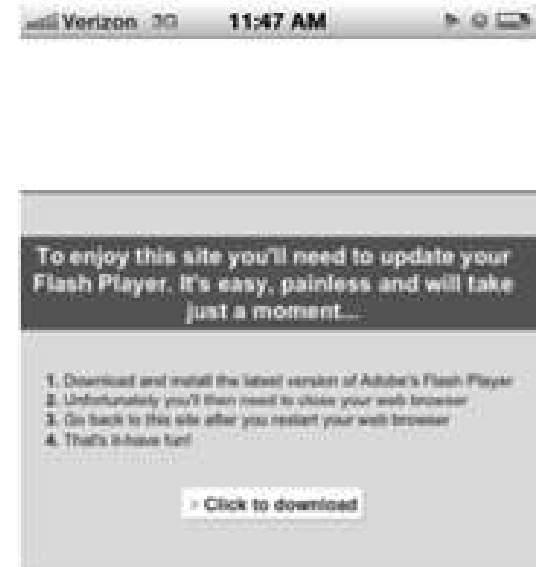 Verizon 3G 11:47 AM
To enjoy this site you'll need to update your
Flash Player. It's easy, painless and will take
just a moment...
1. Download and install the latest version of Adobe's Flash Player
2. Unfortunately you'll then need to close your web browser
3. Go back to this site after you restart your web browser
4. That's it-have fun!
Click to download